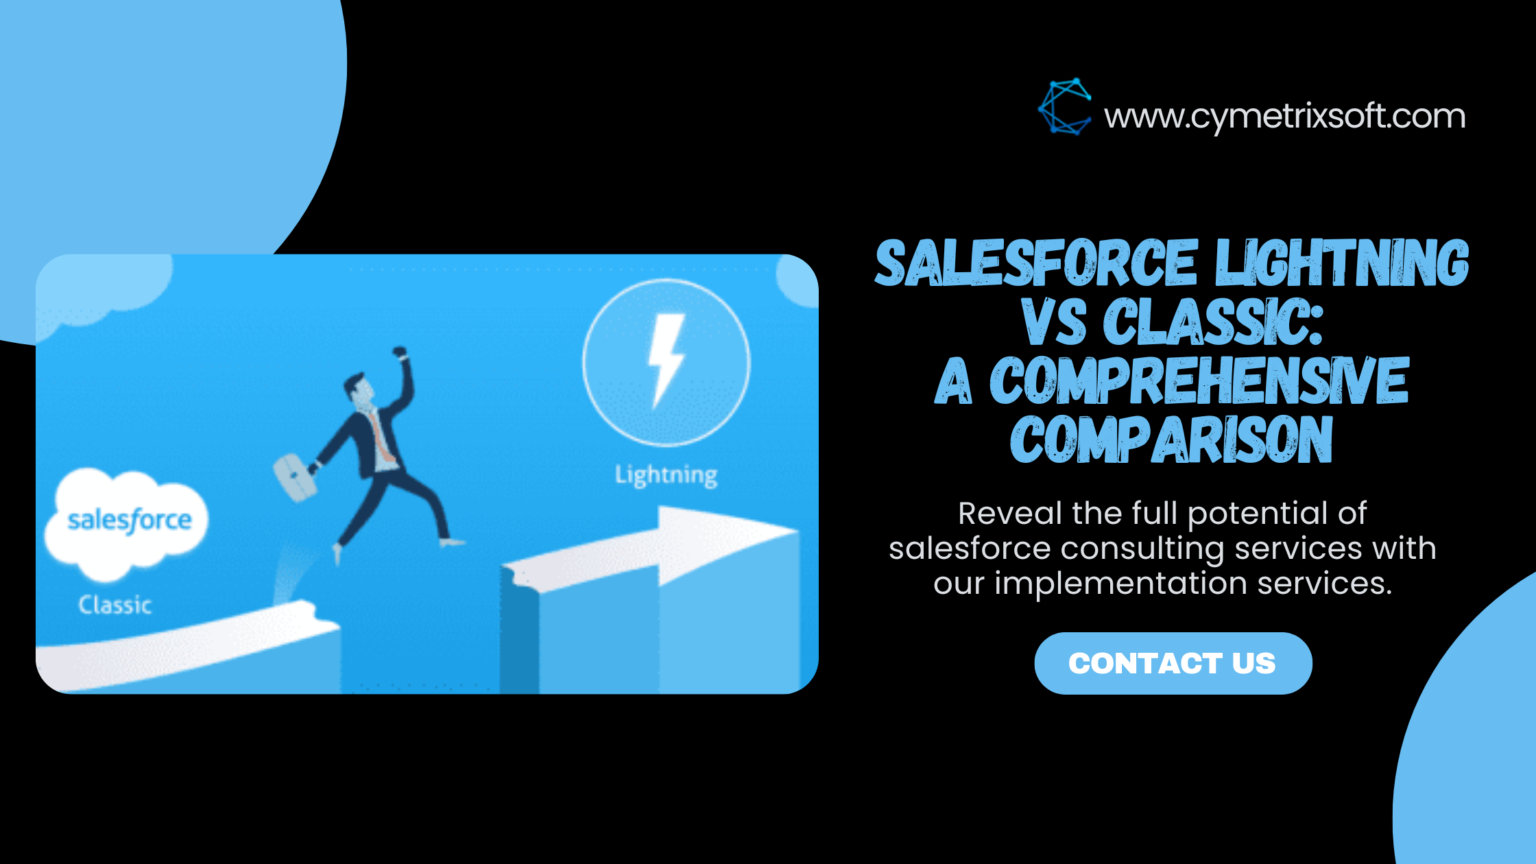 www.cymetrixsoft.com
SALESFORCE LIGHTNING
VS CLASSIC:
A COMPREHENSIVE
COMPARISON
Reveal the full potential of
salesforce consulting services with
our implementation services.
CONTACT US
Lightning
salesforce
Classic